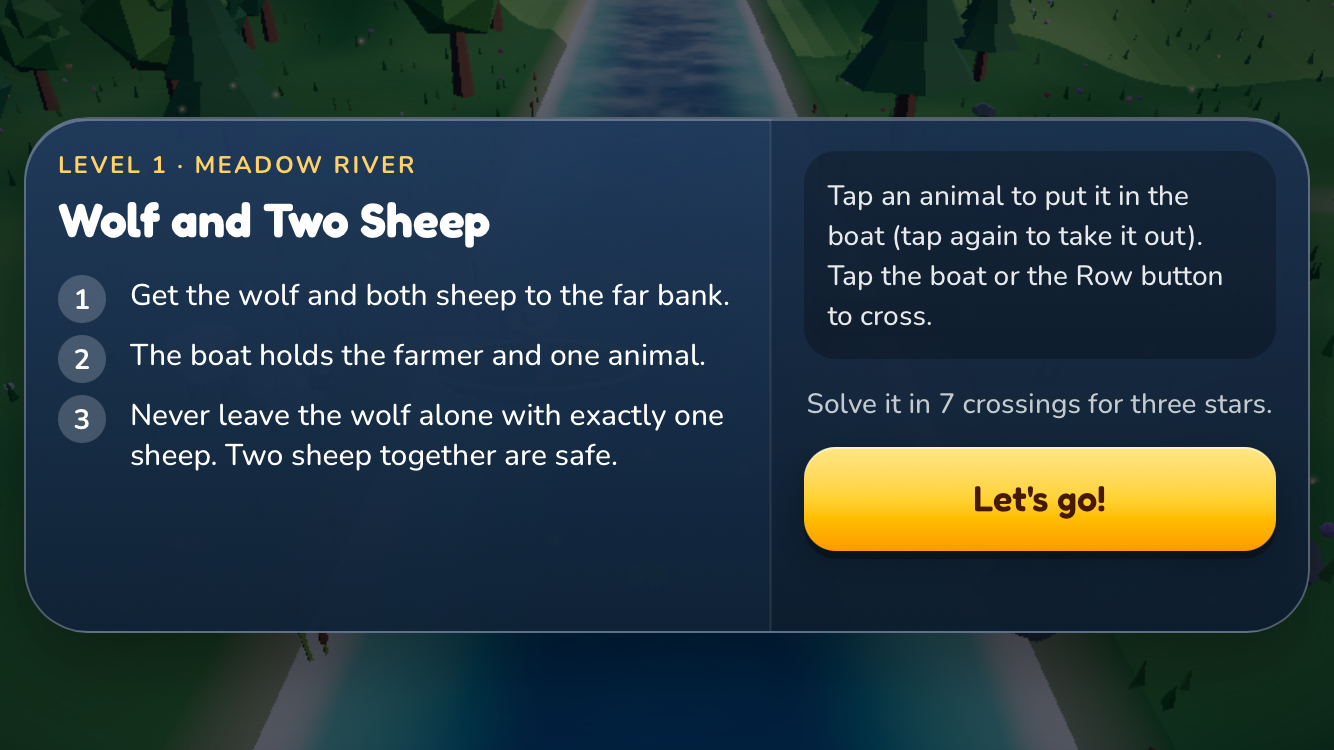 LEVEL 1 · MEADOW RIVER
Wolf and Two Sheep
1 Get the wolf and both sheep to the far bank.
2 The boat holds the farmer and one animal.
3 Never leave the wolf alone with exactly one
sheep. Two sheep together are safe.
Tap an animal to put it in the
boat (tap again to take it out).
Tap the boat or the Row button
to cross.
Solve it in 7 crossings for three stars.
Let's go!